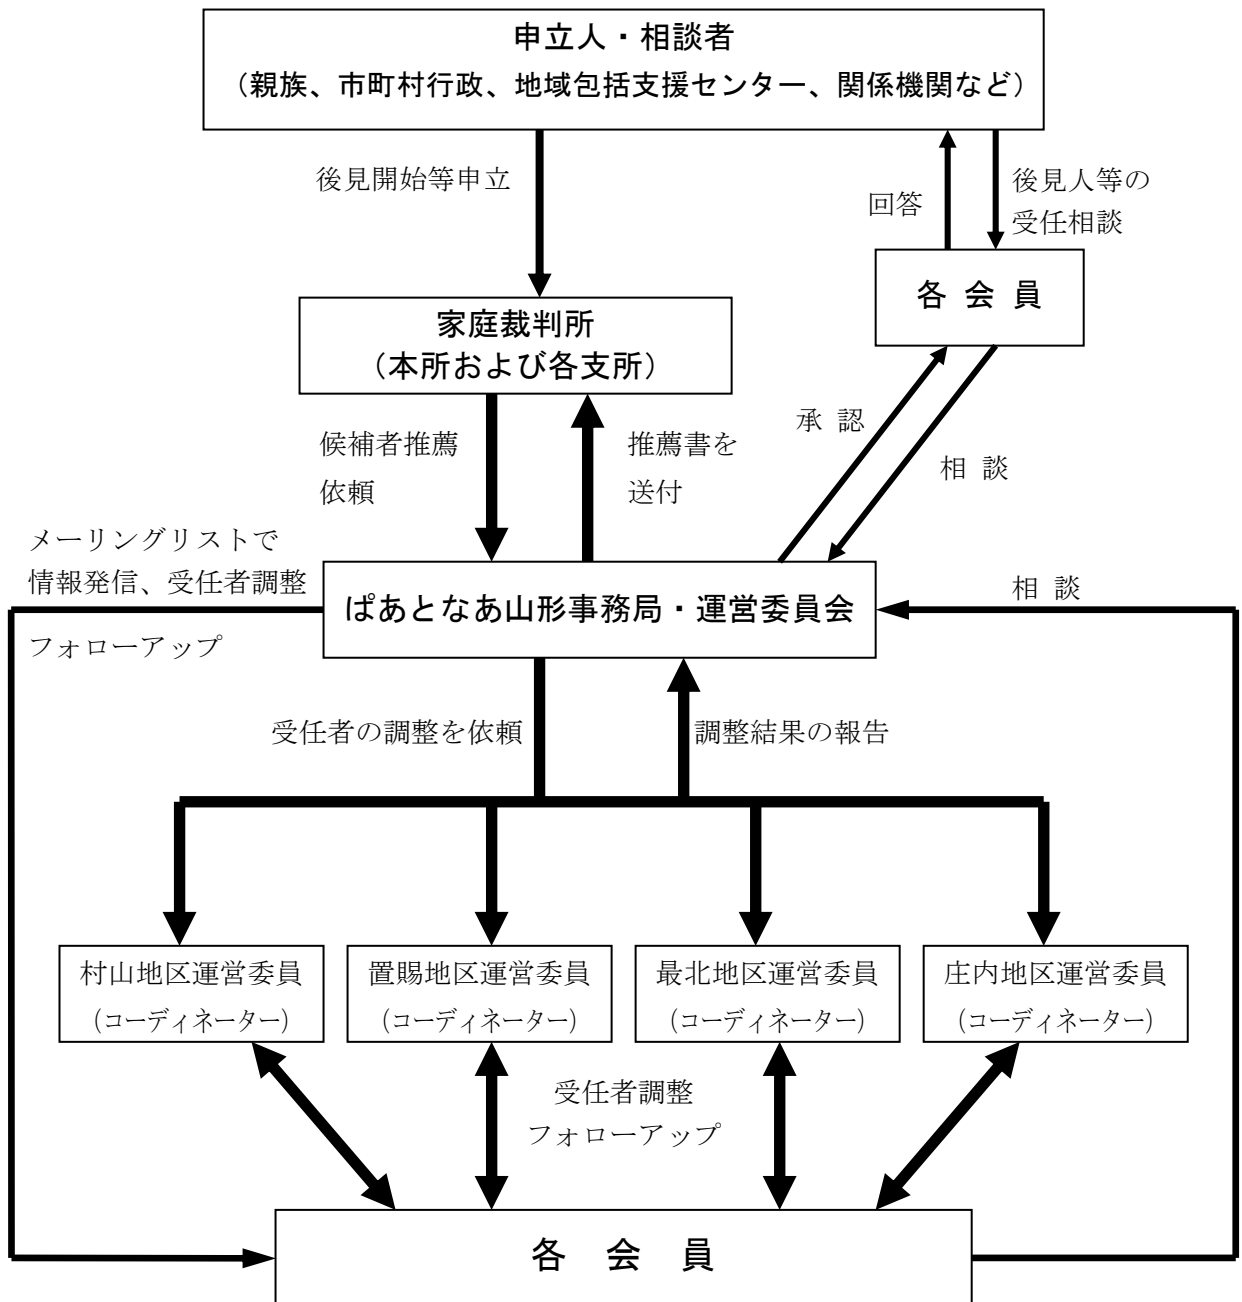 申立人・相談者
（親族、市町村行政、地域包括支援センター、関係機関など）
後見開始等申立
回答
後見人等の
受任相談
各 会 員
家庭裁判所
（本所および各支所）
候補者推薦
依頼
推薦書を
送付
承 認
相 談
メーリングリストで
情報発信、受任者調整
フォローアップ
ぱあとなあ山形事務局・運営委員会
相 談
受任者の調整を依頼
調整結果の報告
村山地区運営委員
（コーディネーター）
置賜地区運営委員
（コーディネーター）
最北地区運営委員
（コーディネーター）
庄内地区運営委員
（コーディネーター）
受任者調整
フォローアップ
各 会 員